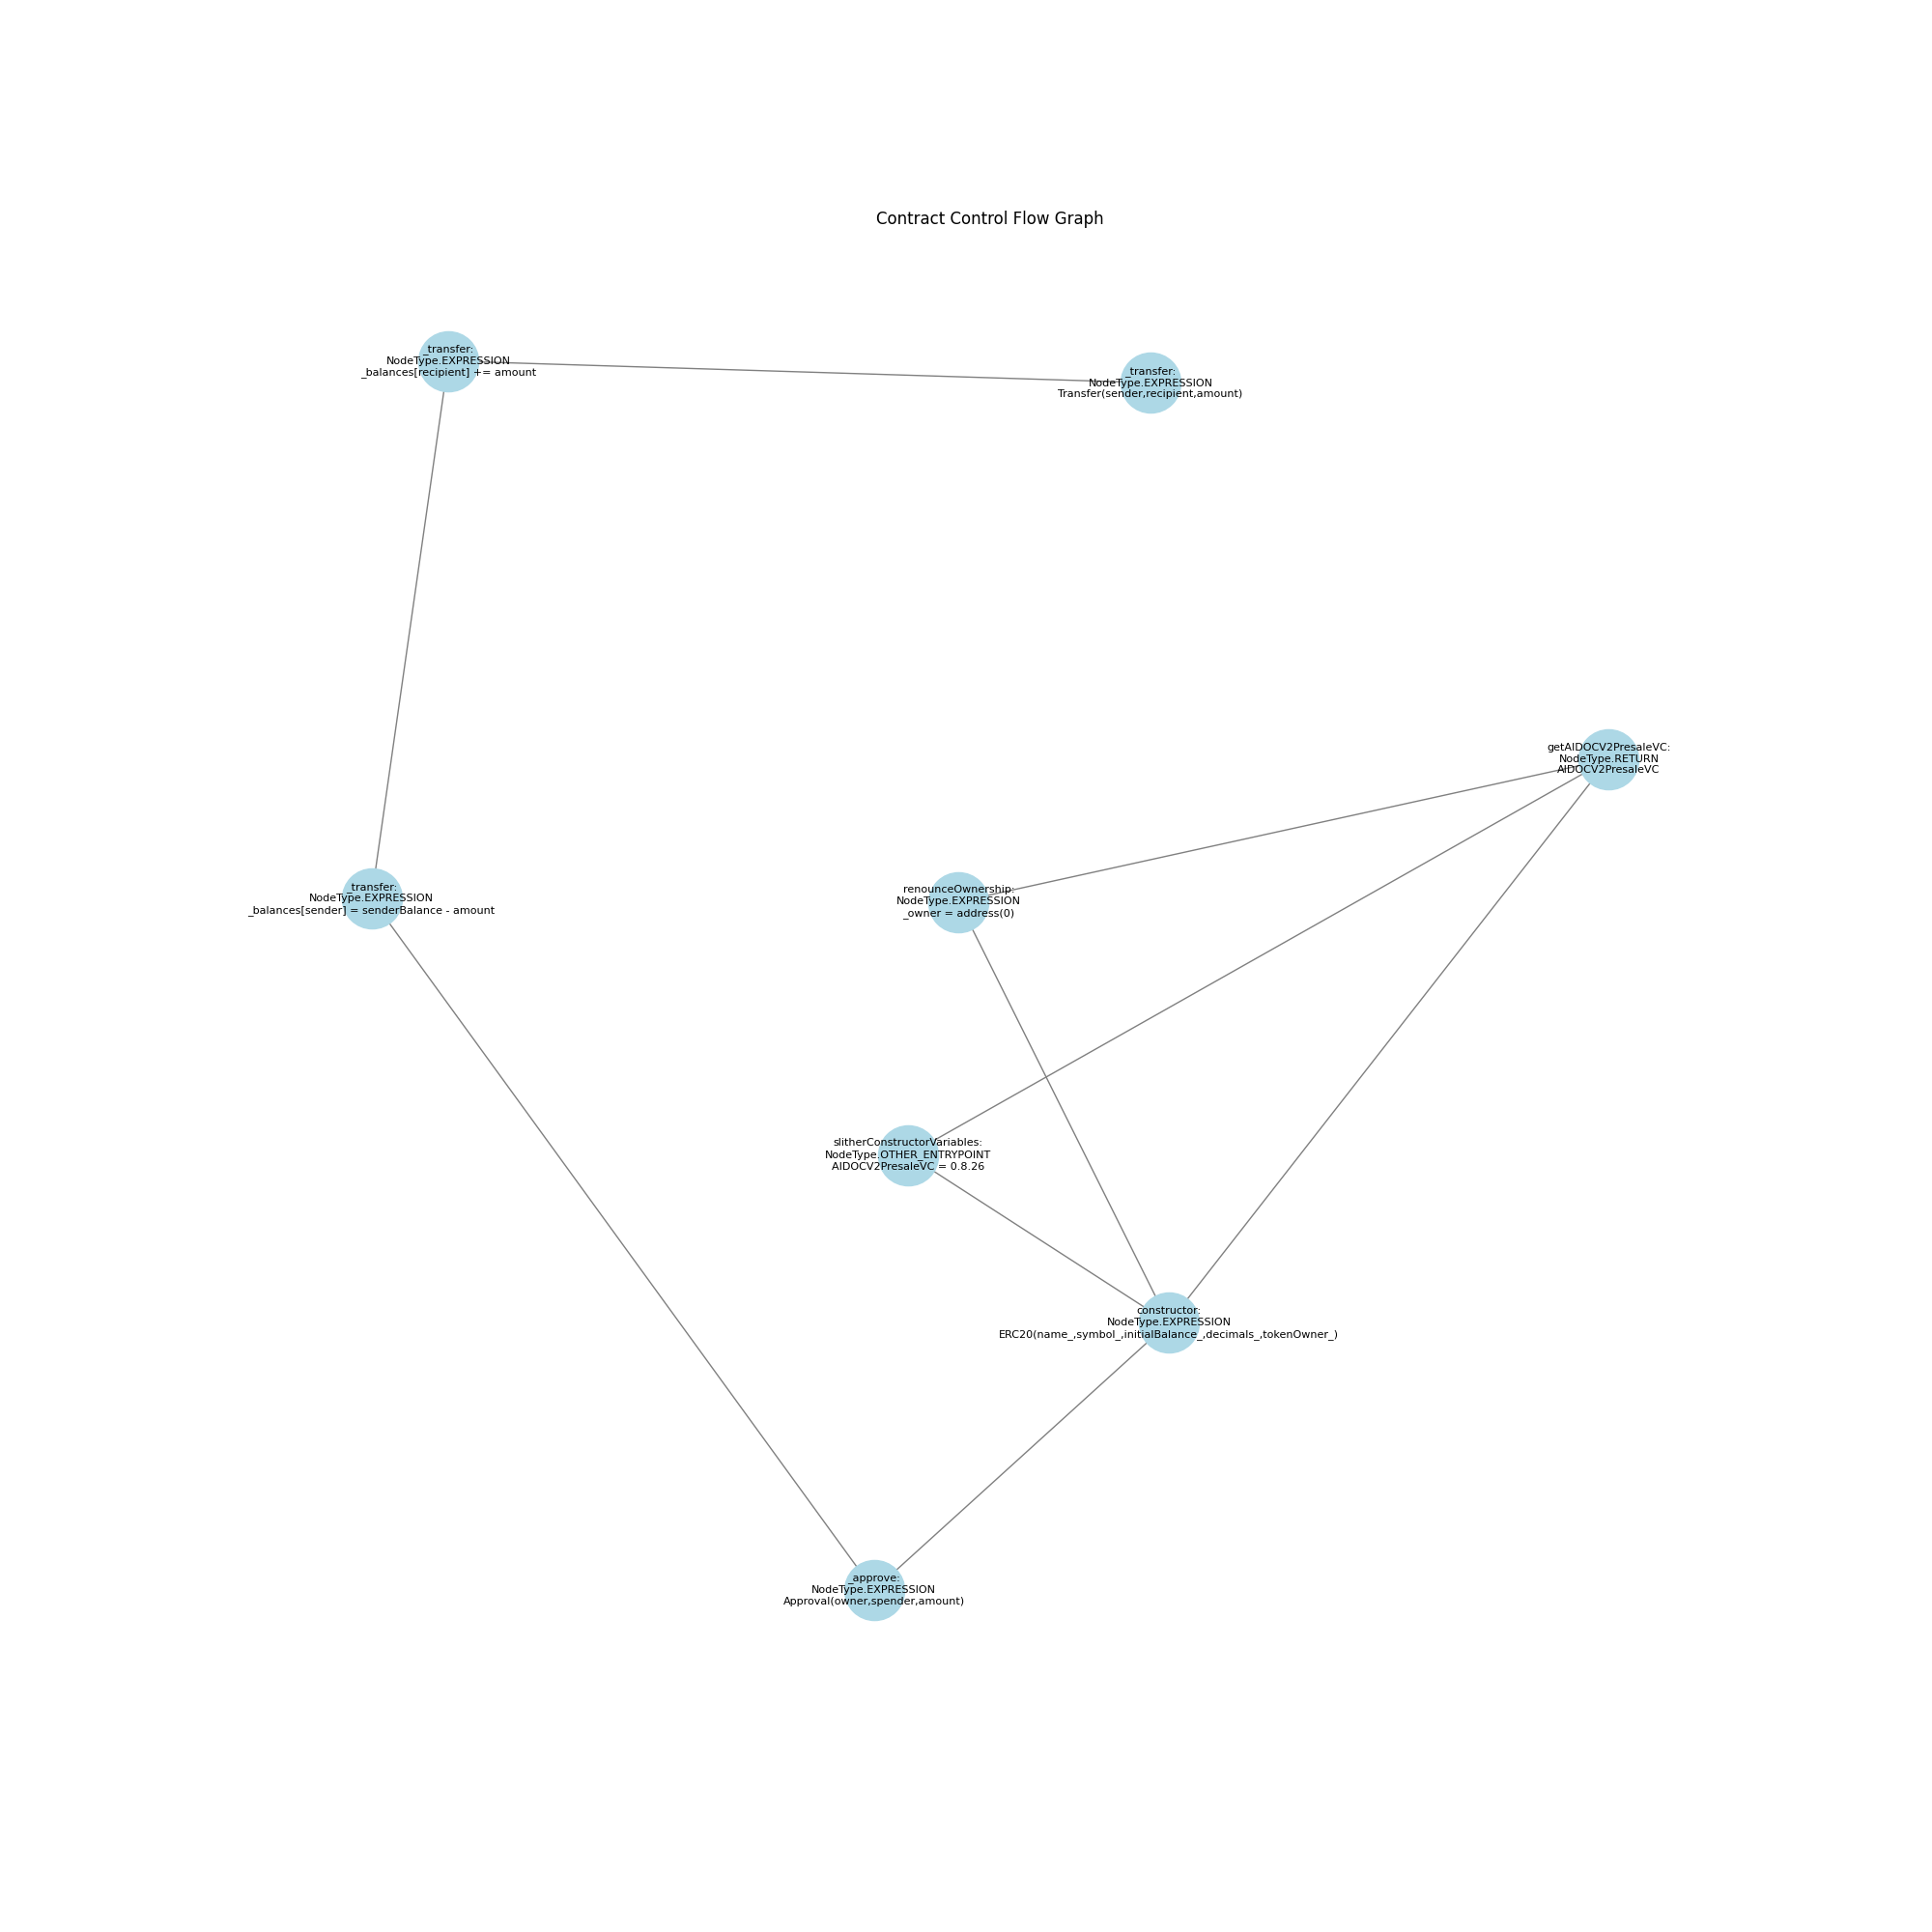 Contract Control Flow Graph
_transfer:
NodeType.EXPRESSION
_balances[recipient] += amount
_transfer:
NodeType.EXPRESSION
Transfer(sender,recipient,amount)
getAIDOCV2PresaleVC:
NodeType.RETURN
AIDOCV2PresaleVC
_transfer:
NodeType.EXPRESSION
_balances[sender] = senderBalance - amount
renounceOwnership:
NodeType.EXPRESSION
_owner = address(0)
slitherConstructorVariables:
NodeType.OTHER_ENTRYPOINT
AIDOCV2PresaleVC = 0.8.26
constructor:
NodeType.EXPRESSION
ERC20(name_,symbol_,initialBalance_,decimals_,tokenOwner_)
_approve:
NodeType.EXPRESSION
Approval(owner,spender,amount)